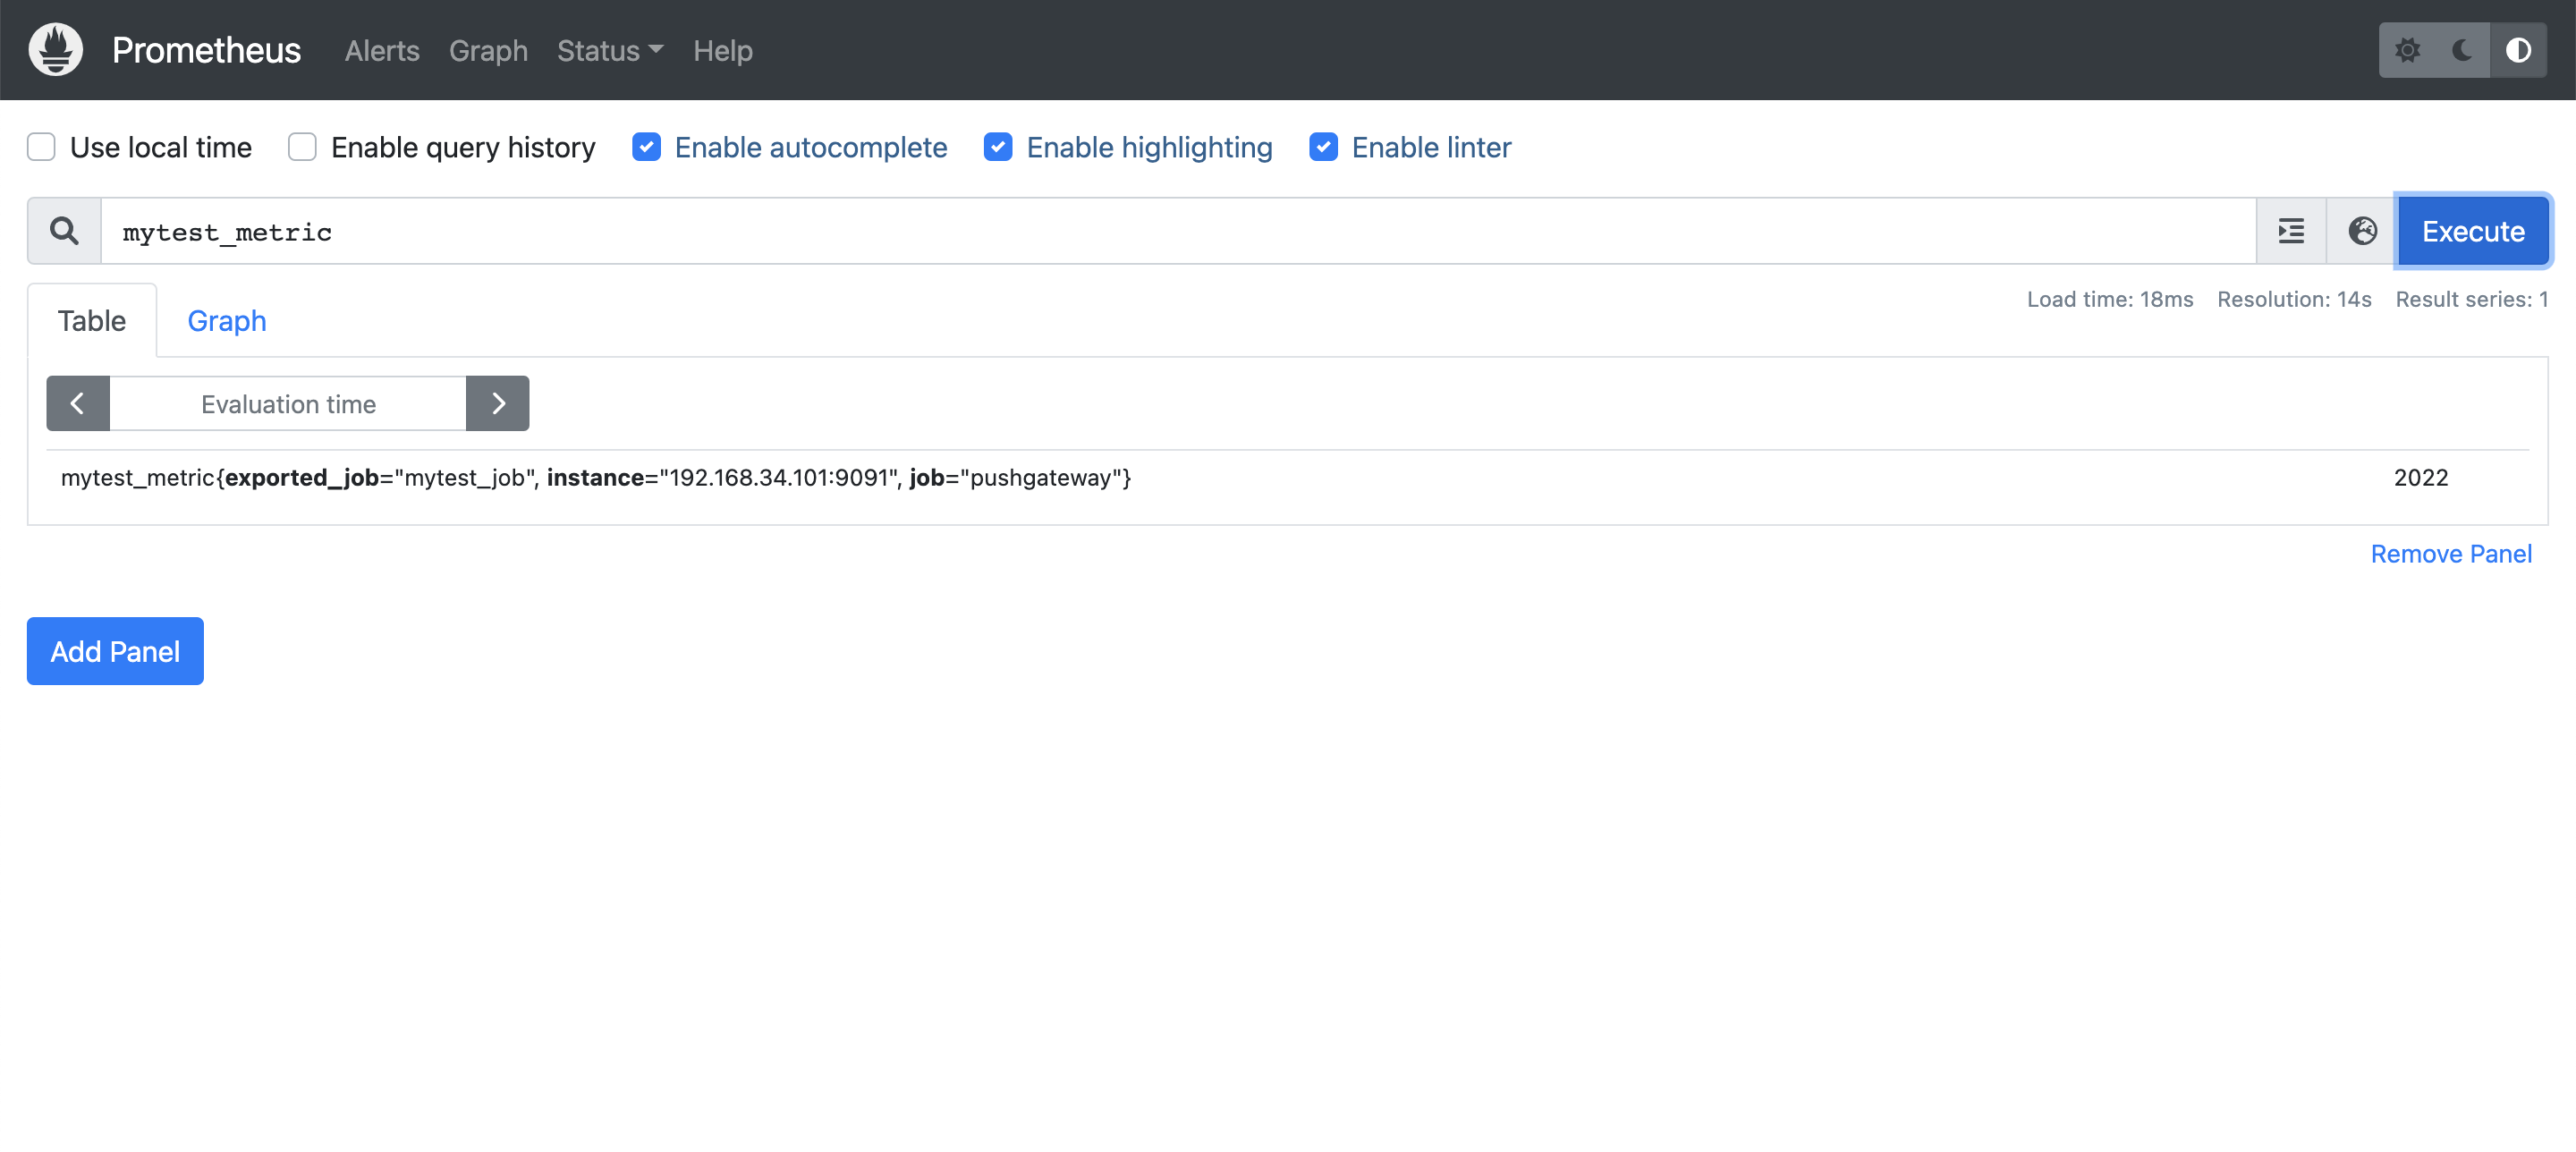 Prometheus Alerts Graph Status Help
Use local time Enable query history Enable autocomplete Enable highlighting Enable linter
mytest_metric Execute
Table Graph Load time: 18ms Resolution: 14s Result series: 1
Evaluation time
mytest_metric{exported_job="mytest_job", instance="192.168.34.101:9091", job="pushgateway"} 2022
Remove Panel
Add Panel